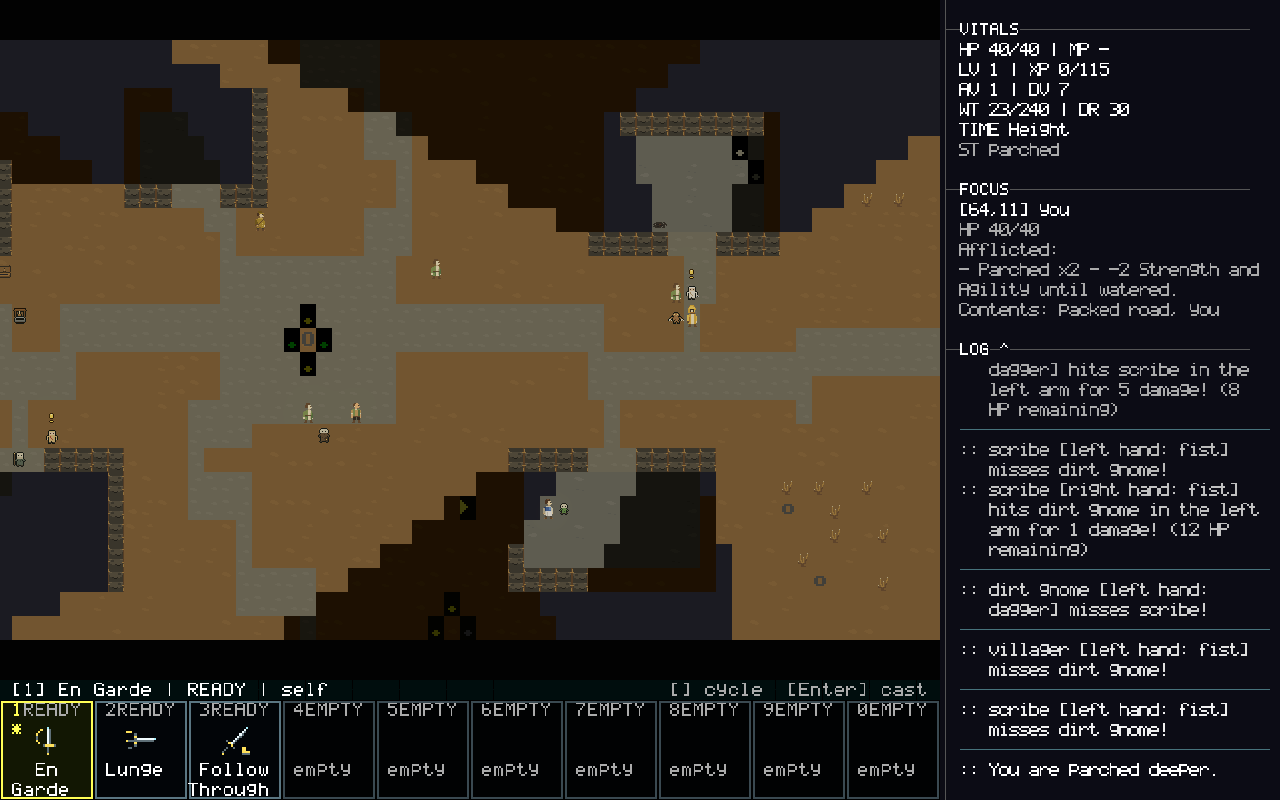 VITALS
HP 40/40 | MP -
LV 1 | XP 0/115
AV 1 | DV 7
WT 23/240 | DR 30
TIME Height
ST Parched
FOCUS
[64,11] You
HP 40/40
Afflicted:
- Parched x2 - -2 Strength and
Agility until watered.
Contents: Packed road, You
LOG ^
dagger] hits scribe in the
left arm for 5 damage! (8
HP remaining)
:: scribe [left hand: fist]
misses dirt gnome!
:: scribe [right hand: fist]
hits dirt gnome in the left
arm for 1 damage! (12 HP
remaining)
:: dirt gnome [left hand:
dagger] misses scribe!
:: villager [left hand: fist]
misses dirt gnome!
:: scribe [left hand: fist]
misses dirt gnome!
:: You are Parched deeper.
[1] En Garde | READY | self
[] cycle [Enter] cast
1READY
*
En
Garde
2READY
Lunge
3READY
Follow
Through
4EMPTY
empty
5EMPTY
empty
6EMPTY
empty
7EMPTY
empty
8EMPTY
empty
9EMPTY
empty
0EMPTY
empty